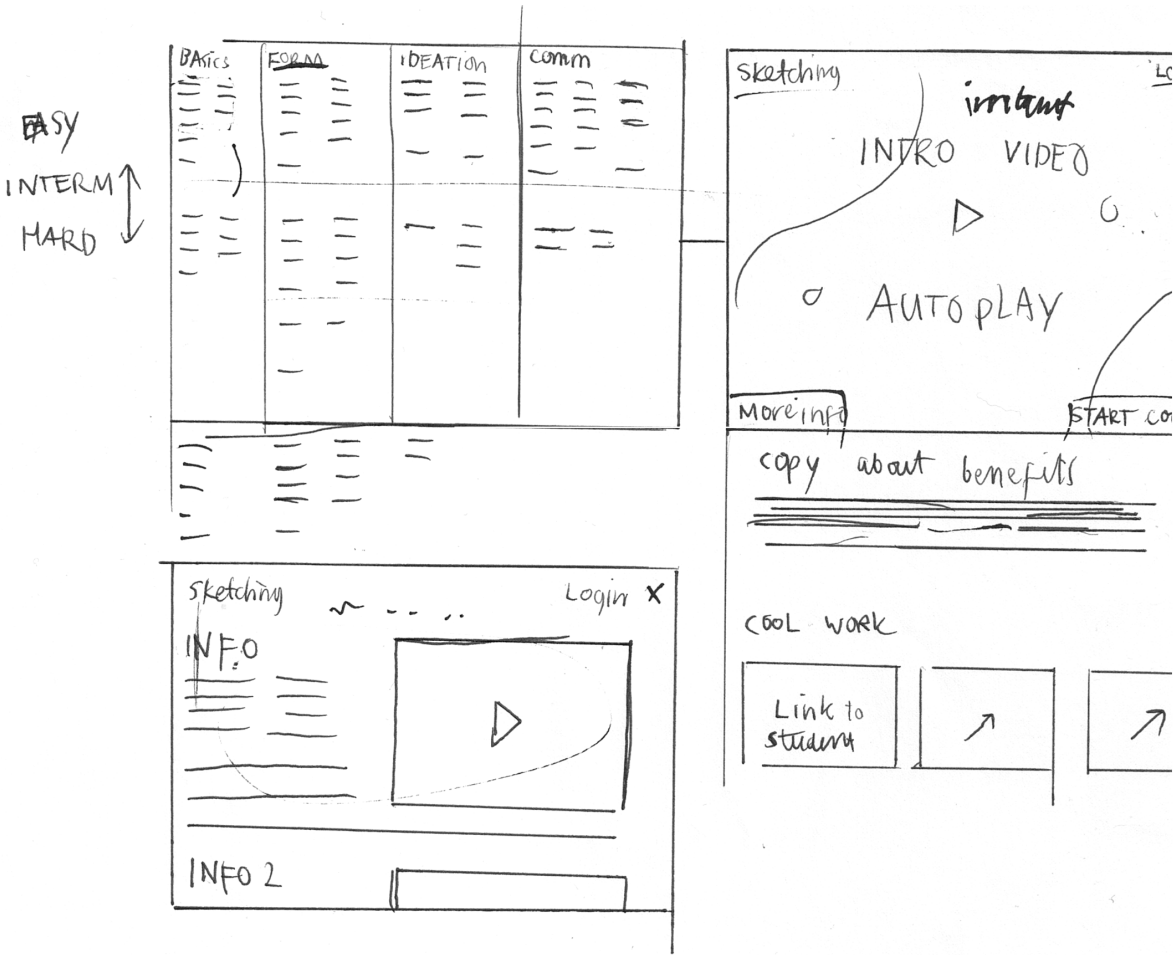 BAsics
FORM
IDEATION
Comm
EASY
INTERM
HARD
Sketching
INTRO VIDEO
AUTOPLAY
More info
START CO
copy about benefits
COOL WORK
Link to
student
Sketching
Login X
INFO
INFO 2